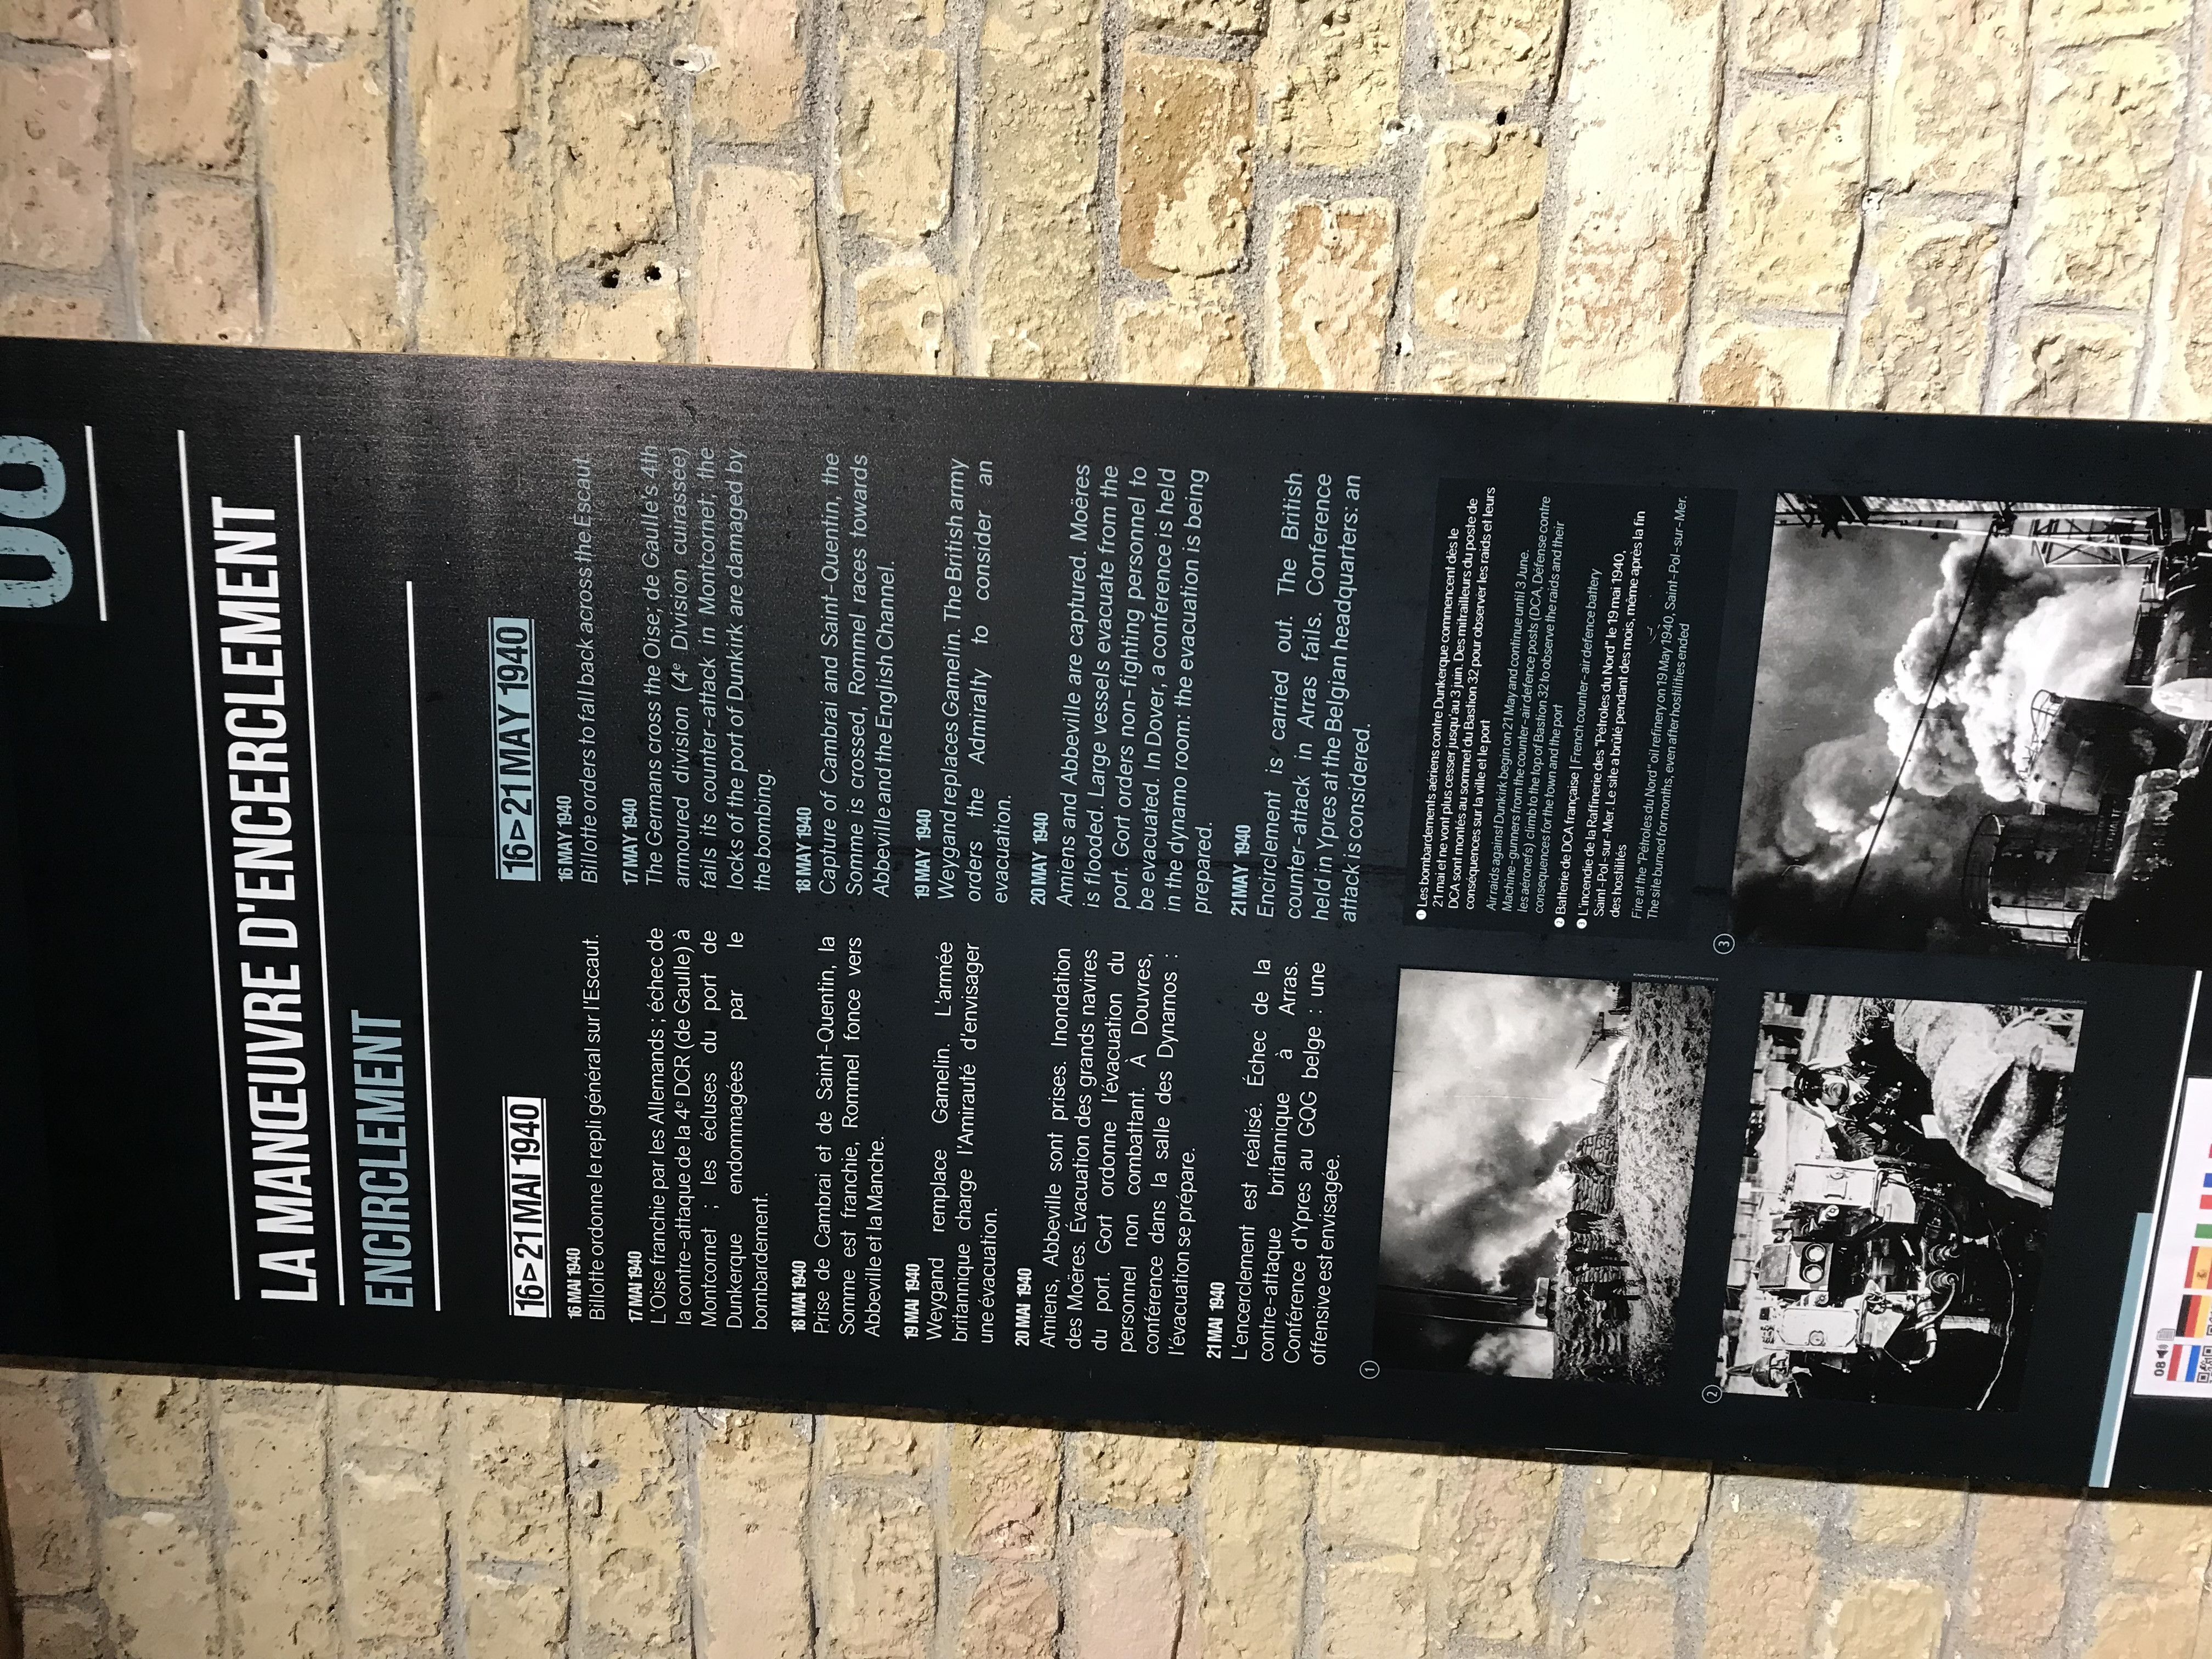 08
LA MANŒUVRE D'ENCERCLEMENT
ENCIRCLEMENT
16▷21 MAI 1940
16 MAI 1940
Billotte ordonne le repli général sur l'Escaut.
17 MAI 1940
L'Oise franchie par les Allemands ; échec de
la contre-attaque de la 4e DCR (de Gaulle) à
Montcornet ; les écluses du port de
Dunkerque endommagées par le
bombardement.
18 MAI 1940
Prise de Cambrai et de Saint-Quentin, la
Somme est franchie, Rommel fonce vers
Abbeville et la Manche.
19 MAI 1940
Weygand remplace Gamelin. L'armée
britannique charge l'Amirauté d'envisager
une évacuation.
20 MAI 1940
Amiens, Abbeville sont prises. Inondation
des Moëres. Évacuation des grands navires
du port. Gort ordonne l'évacuation du
personnel non combattant. À Douvres,
conférence dans la salle des Dynamos :
l'évacuation se prépare.
21 MAI 1940
L'encerclement est réalisé. Échec de la
contre-attaque britannique à Arras.
Conférence d'Ypres au GQG belge : une
offensive est envisagée.
16▷21 MAY 1940
16 MAY 1940
Billotte orders to fall back across the Escaut.
17 MAY 1940
The Germans cross the Oise; de Gaulle's 4th
armoured division (4e Division cuirassée)
fails its counter-attack in Montcornet; the
locks of the port of Dunkirk are damaged by
the bombing.
18 MAY 1940
Capture of Cambrai and Saint-Quentin, the
Somme is crossed, Rommel races towards
Abbeville and the English Channel.
19 MAY 1940
Weygand replaces Gamelin. The British army
orders the Admiralty to consider an
evacuation.
20 MAY 1940
Amiens and Abbeville are captured. Moëres
is flooded. Large vessels evacuate from the
port. Gort orders non-fighting personnel to
be evacuated. In Dover, a conference is held
in the dynamo room: the evacuation is being
prepared.
21 MAY 1940
Encirclement is carried out. The British
counter-attack in Arras fails. Conference
held in Ypres at the Belgian headquarters: an
attack is considered.
1 Les bombardements aériens contre Dunkerque commencent dès le
21 mai et ne vont plus cesser jusqu'au 3 juin. Des mitrailleurs du poste de
DCA sont montés au sommet du Bastion 32 pour observer les raids et leurs
conséquences sur la ville et le port
Air raids against Dunkirk begin on 21 May and continue until 3 June.
Machine-gunners from the counter-air defence posts (DCA, Défense contre
les aéronefs) climb to the top of Bastion 32 to observe the raids and their
consequences for the town and the port
2 Batterie de DCA française | French counter-air defence battery
3 L'incendie de la Raffinerie des "Pétroles du Nord" le 19 mai 1940,
Saint-Pol-sur-Mer. Le site a brûlé pendant des mois, même après la fin
des hostilités
Fire at the "Pétroles du Nord" oil refinery on 19 May 1940, Saint-Pol-sur-Mer.
The site burned for months, even after hostilities ended
1
2
3
08